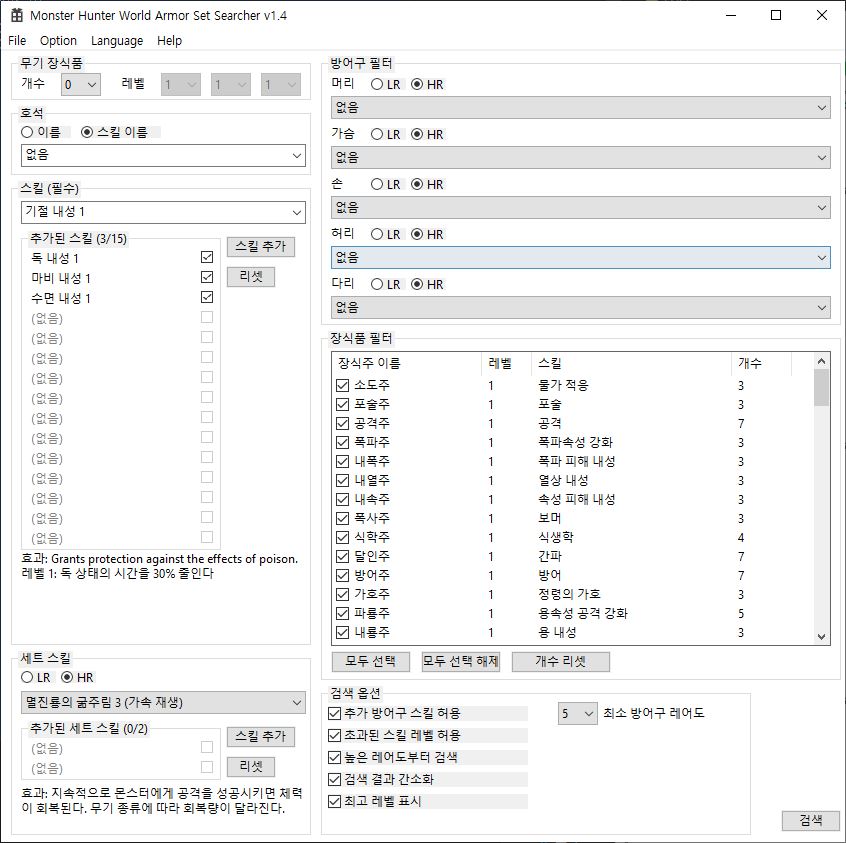 Monster Hunter World Armor Set Searcher v1.4
File Option Language Help
무기 장식품
개수 0 레벨 1 1 1
호석
이름 스킬 이름
없음
스킬 (필수)
기절 내성 1
추가된 스킬 (3/15)
스킬 추가
독 내성 1
마비 내성 1
리셋
수면 내성 1
(없음)
(없음)
(없음)
(없음)
(없음)
(없음)
(없음)
(없음)
(없음)
(없음)
(없음)
(없음)
효과: Grants protection against the effects of poison.
레벨 1: 독 상태의 시간을 30% 줄인다
세트 스킬
LR HR
멸진룡의 굶주림 3 (가속 재생)
추가된 세트 스킬 (0/2)
스킬 추가
(없음)
(없음)
리셋
효과: 지속적으로 몬스터에게 공격을 성공시키면 체력
이 회복된다. 무기 종류에 따라 회복량이 달라진다.
방어구 필터
머리 LR HR
없음
가슴 LR HR
없음
손 LR HR
없음
허리 LR HR
없음
다리 LR HR
없음
장식품 필터
장식주 이름 레벨 스킬 개수
소도주 1 물가 적응 3
포술주 1 포술 3
공격주 1 공격 7
폭파주 1 폭파속성 강화 3
내폭주 1 폭파 피해 내성 3
내열주 1 열상 내성 3
내속주 1 속성 피해 내성 3
폭사주 1 보머 3
식학주 1 식생학 4
달인주 1 간파 7
방어주 1 방어 7
가호주 1 정령의 가호 3
파룡주 1 용속성 공격 강화 5
내룡주 1 용 내성 3
모두 선택 모두 선택 해제 개수 리셋
검색 옵션
추가 방어구 스킬 허용 5 최소 방어구 레어도
초과된 스킬 레벨 허용
높은 레어도부터 검색
검색 결과 간소화
최고 레벨 표시
검색